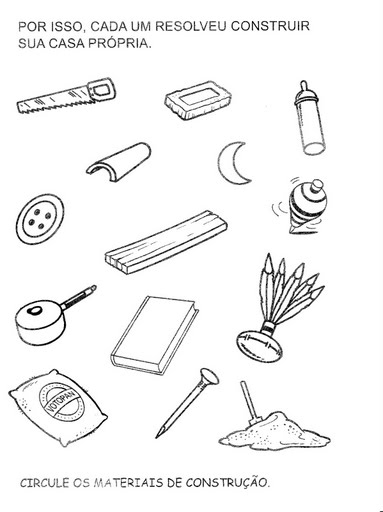 POR ISSO, CADA UM RESOLVEU CONSTRUIR
SUA CASA PRÓPRIA.
VOTOPAN
CIRCULE OS MATERIAIS DE CONSTRUÇÃO.